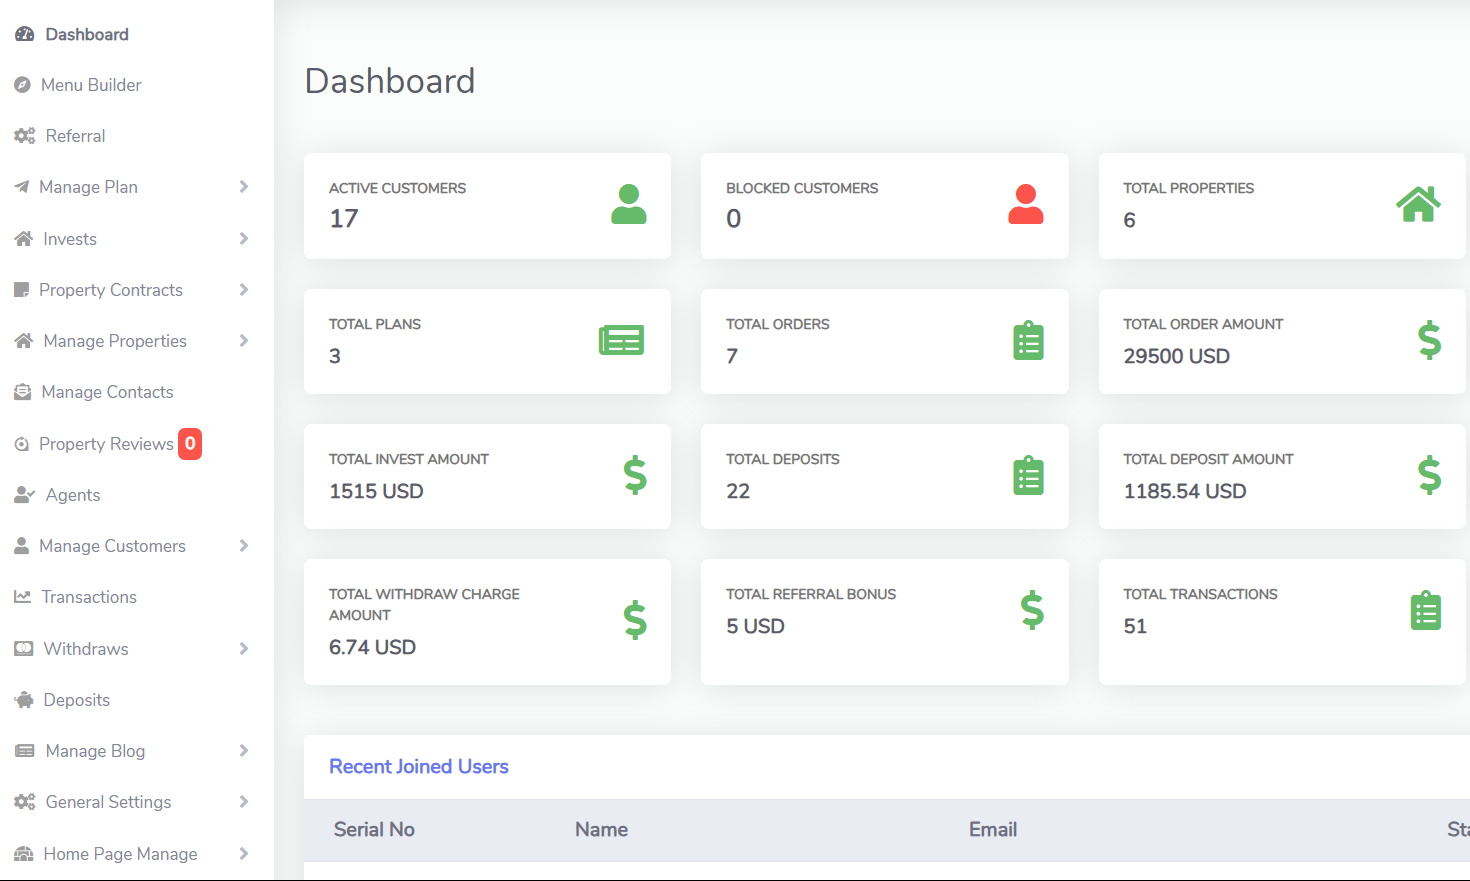 Dashboard
Menu Builder
Referral
Manage Plan
Invests
Property Contracts
Manage Properties
Manage Contacts
Property Reviews 0
Agents
Manage Customers
Transactions
Withdraws
Deposits
Manage Blog
General Settings
Home Page Manage
Dashboard
ACTIVE CUSTOMERS
17
BLOCKED CUSTOMERS
0
TOTAL PROPERTIES
6
TOTAL PLANS
3
TOTAL ORDERS
7
TOTAL ORDER AMOUNT
29500 USD
TOTAL INVEST AMOUNT
1515 USD
TOTAL DEPOSITS
22
TOTAL DEPOSIT AMOUNT
1185.54 USD
TOTAL WITHDRAW CHARGE
AMOUNT
6.74 USD
TOTAL REFERRAL BONUS
5 USD
TOTAL TRANSACTIONS
51
Recent Joined Users
Serial No Name Email